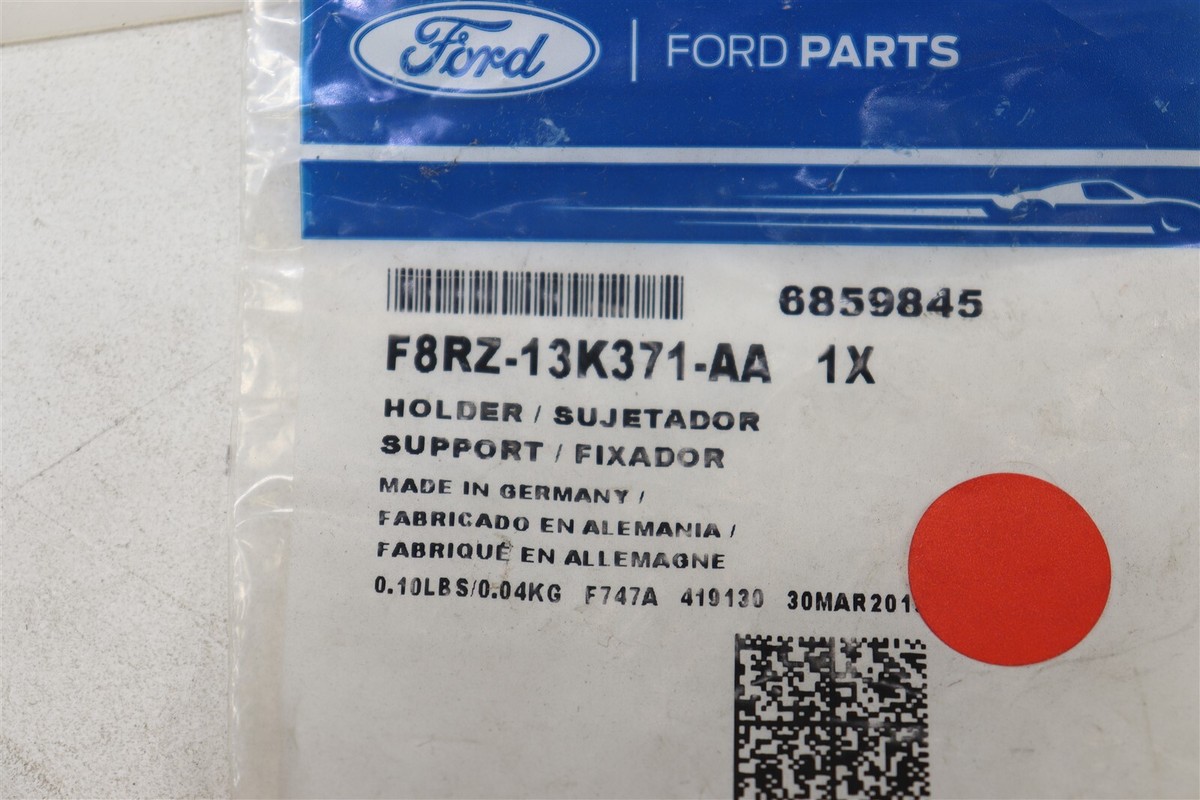 Ford | FORD PARTS
6859845
F8RZ-13K371-AA 1X
HOLDER / SUJETADOR
SUPPORT / FIXADOR
MADE IN GERMANY /
FABRICADO EN ALEMANIA /
FABRIQUÉ EN ALLEMAGNE
0.10LBS/0.04KG F747A 419130